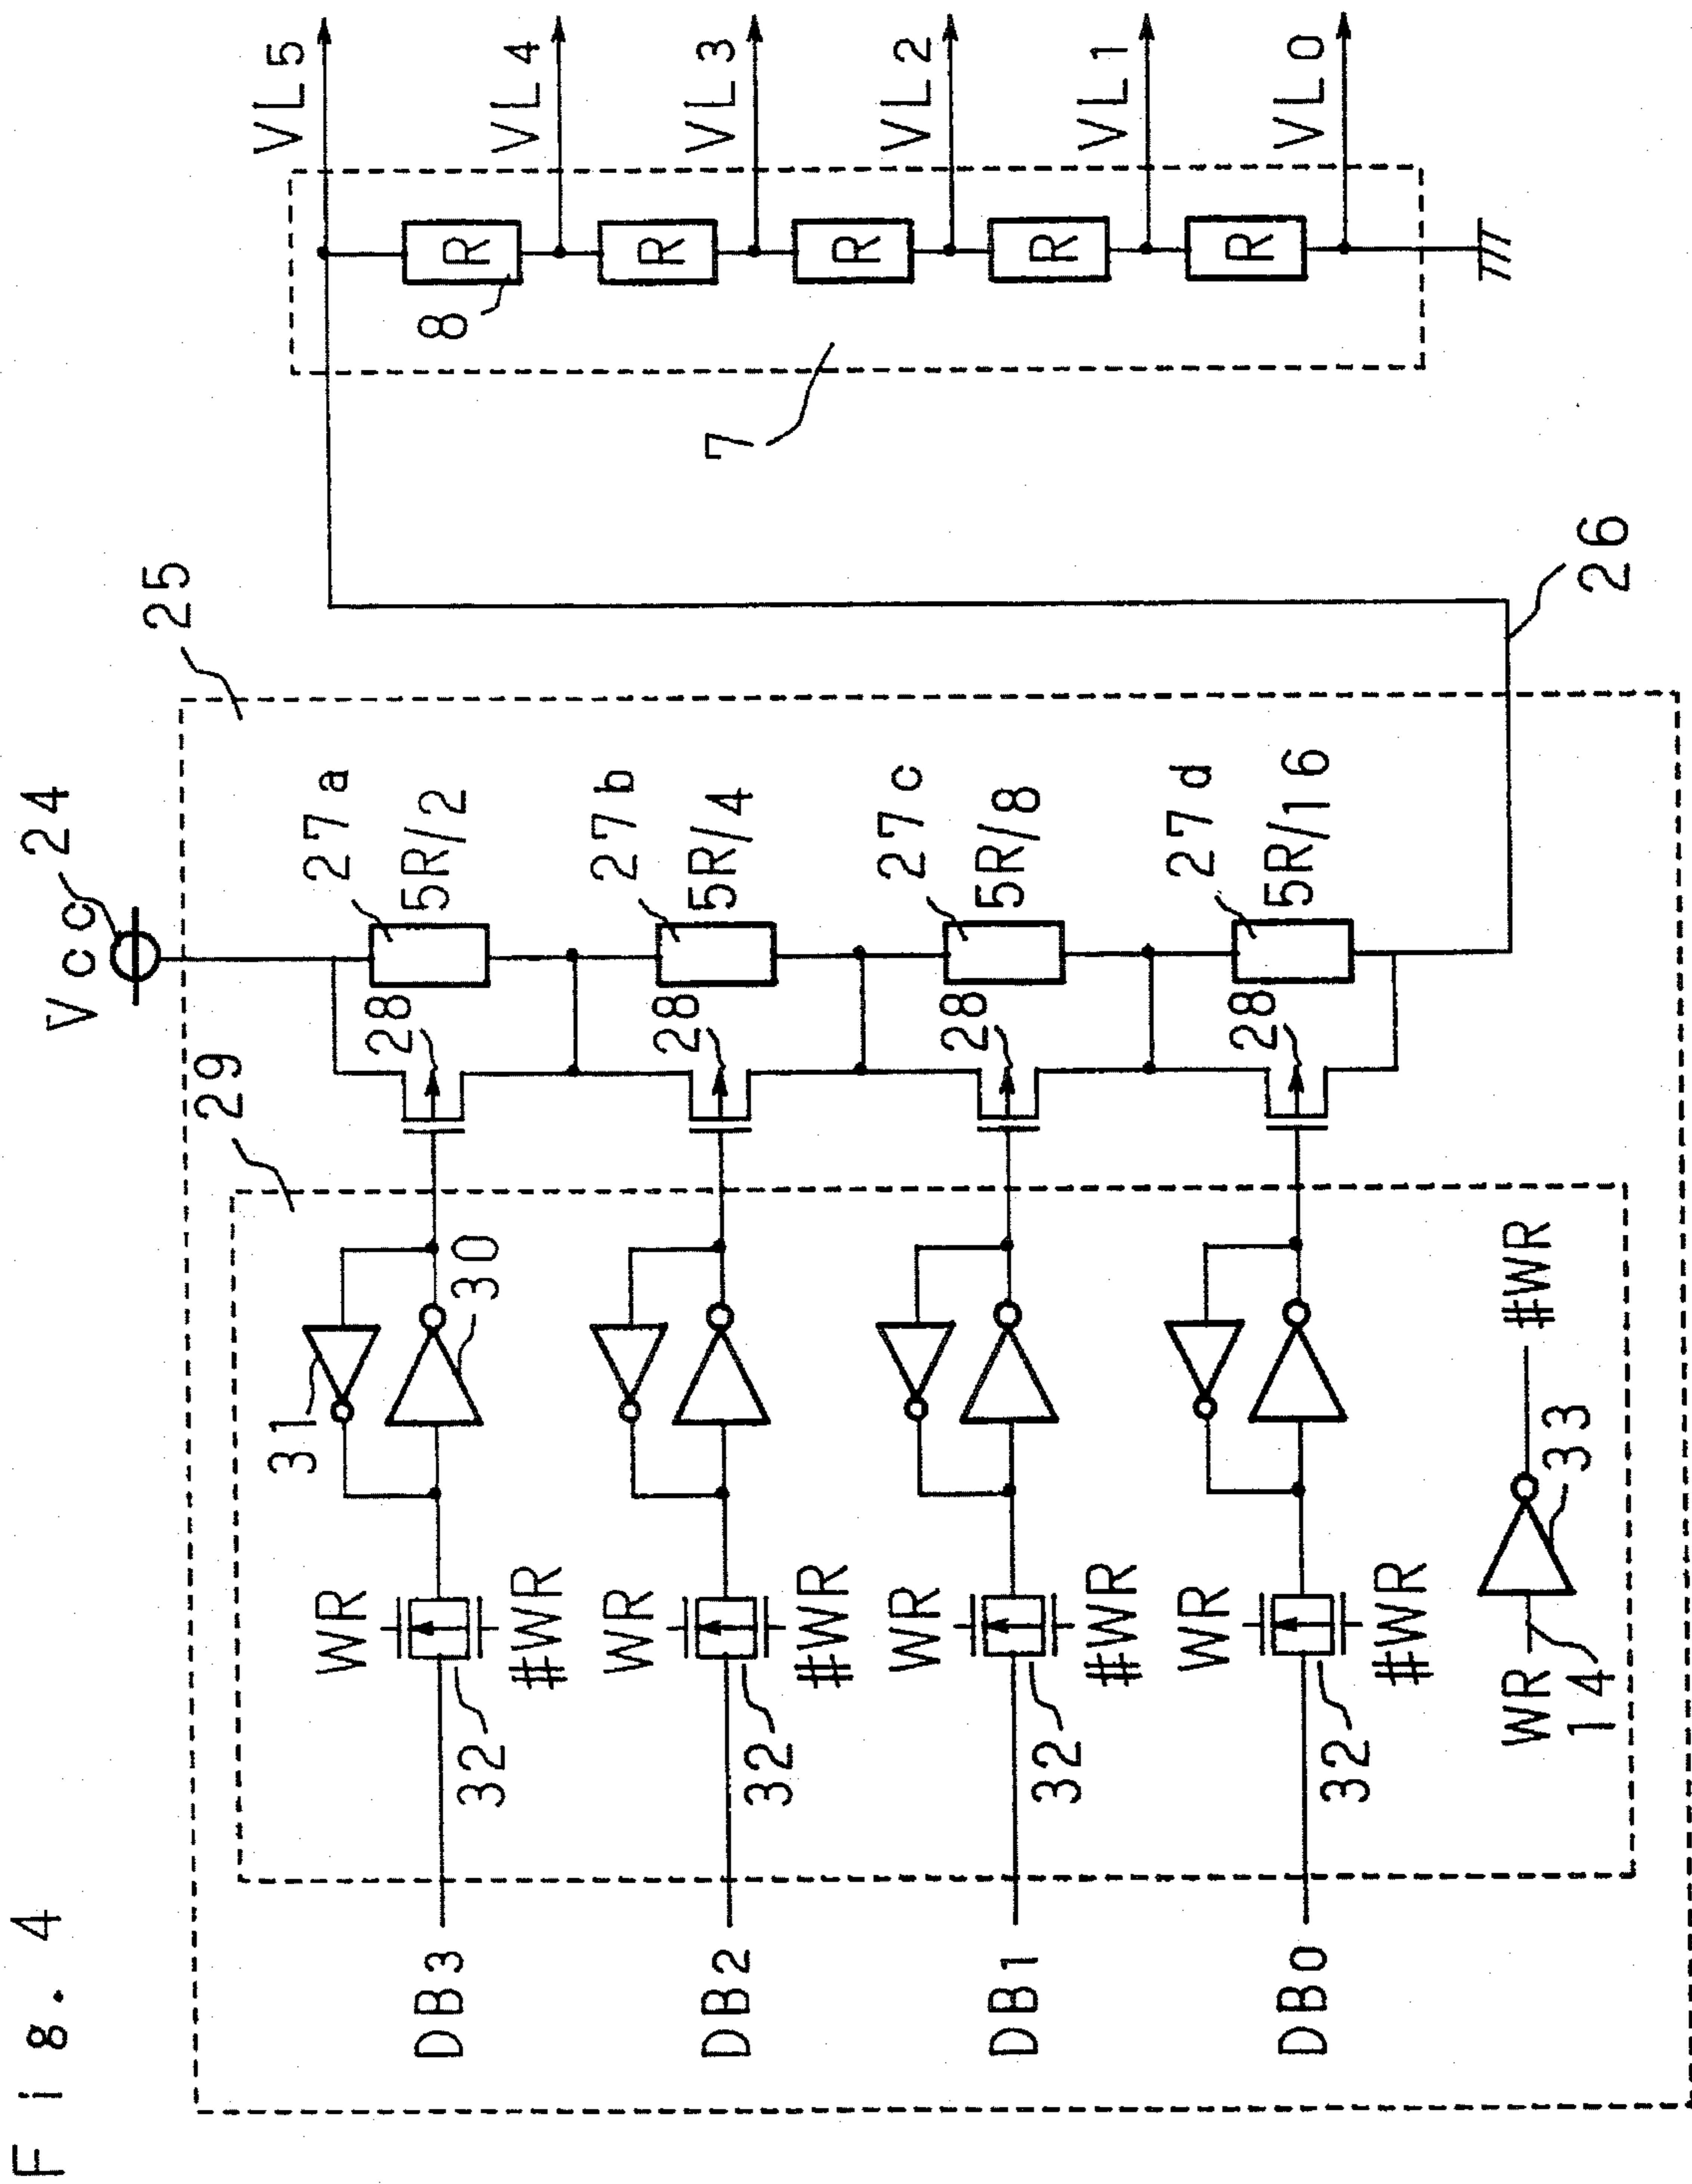 Fig. 4
Vcc 24
25
29
27a
5R/2
28
27b
5R/4
28
27c
5R/8
28
27d
5R/16
28
26
31
30
DB3
WR
#WR
32
DB2
WR
#WR
32
DB1
WR
#WR
32
DB0
WR
#WR
32
WR
14
33
#WR
7
8
R
R
R
R
R
VL5
VL4
VL3
VL2
VL1
VL0